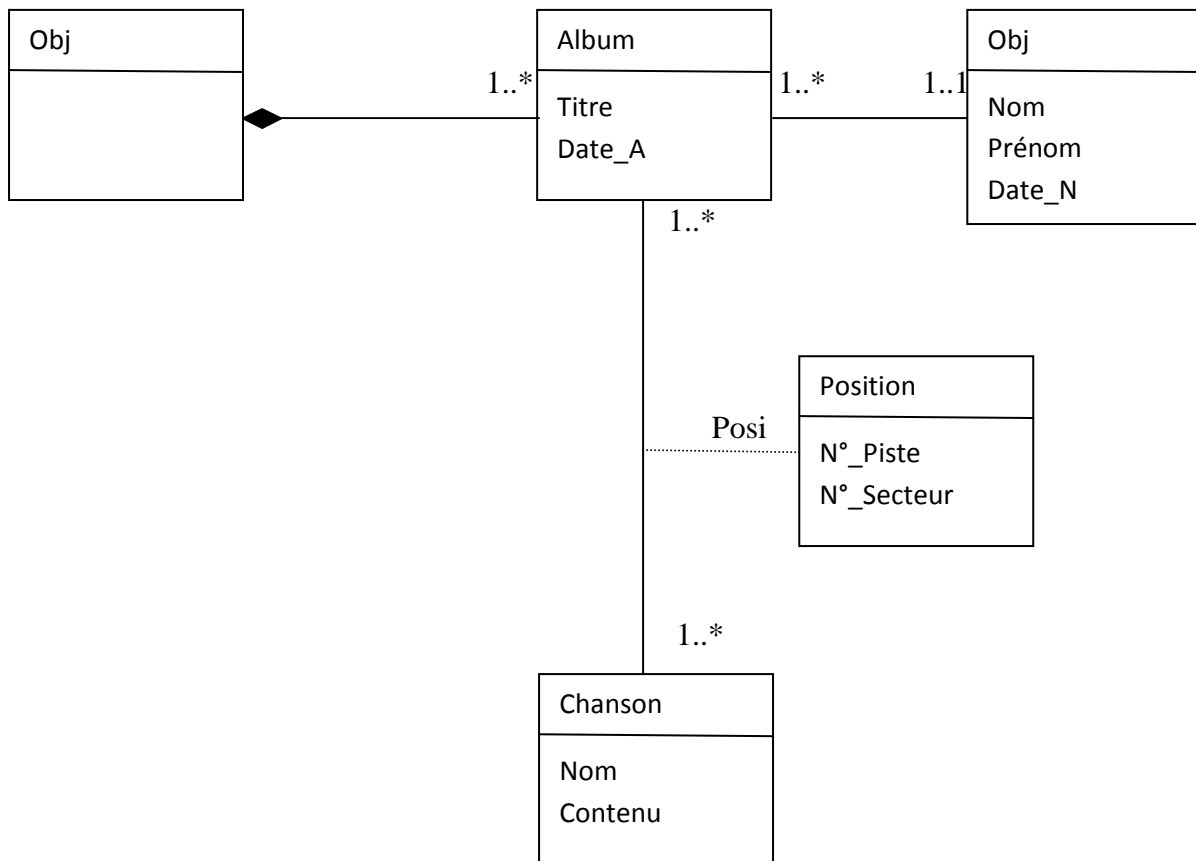 Obj
Album
Titre
Date_A
Obj
Nom
Prénom
Date_N
1..*
1..*
1..1
1..*
Posi
Position
N°_Piste
N°_Secteur
1..*
Chanson
Nom
Contenu